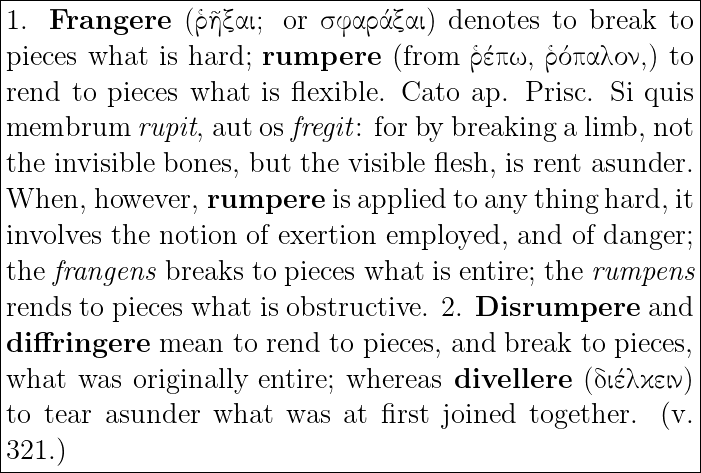 1. Frangere (ῥῆξαι; or σφαράξαι) denotes to break to
pieces what is hard; rumpere (from ῥέπω, ῥόπαλον,) to
rend to pieces what is flexible. Cato ap. Prisc. Si quis
membrum rupit, aut os fregit: for by breaking a limb, not
the invisible bones, but the visible flesh, is rent asunder.
When, however, rumpere is applied to any thing hard, it
involves the notion of exertion employed, and of danger;
the frangens breaks to pieces what is entire; the rumpens
rends to pieces what is obstructive. 2. Disrumpere and
diffringere mean to rend to pieces, and break to pieces,
what was originally entire; whereas divellere (διέλκειν)
to tear asunder what was at first joined together. (v.
321.)